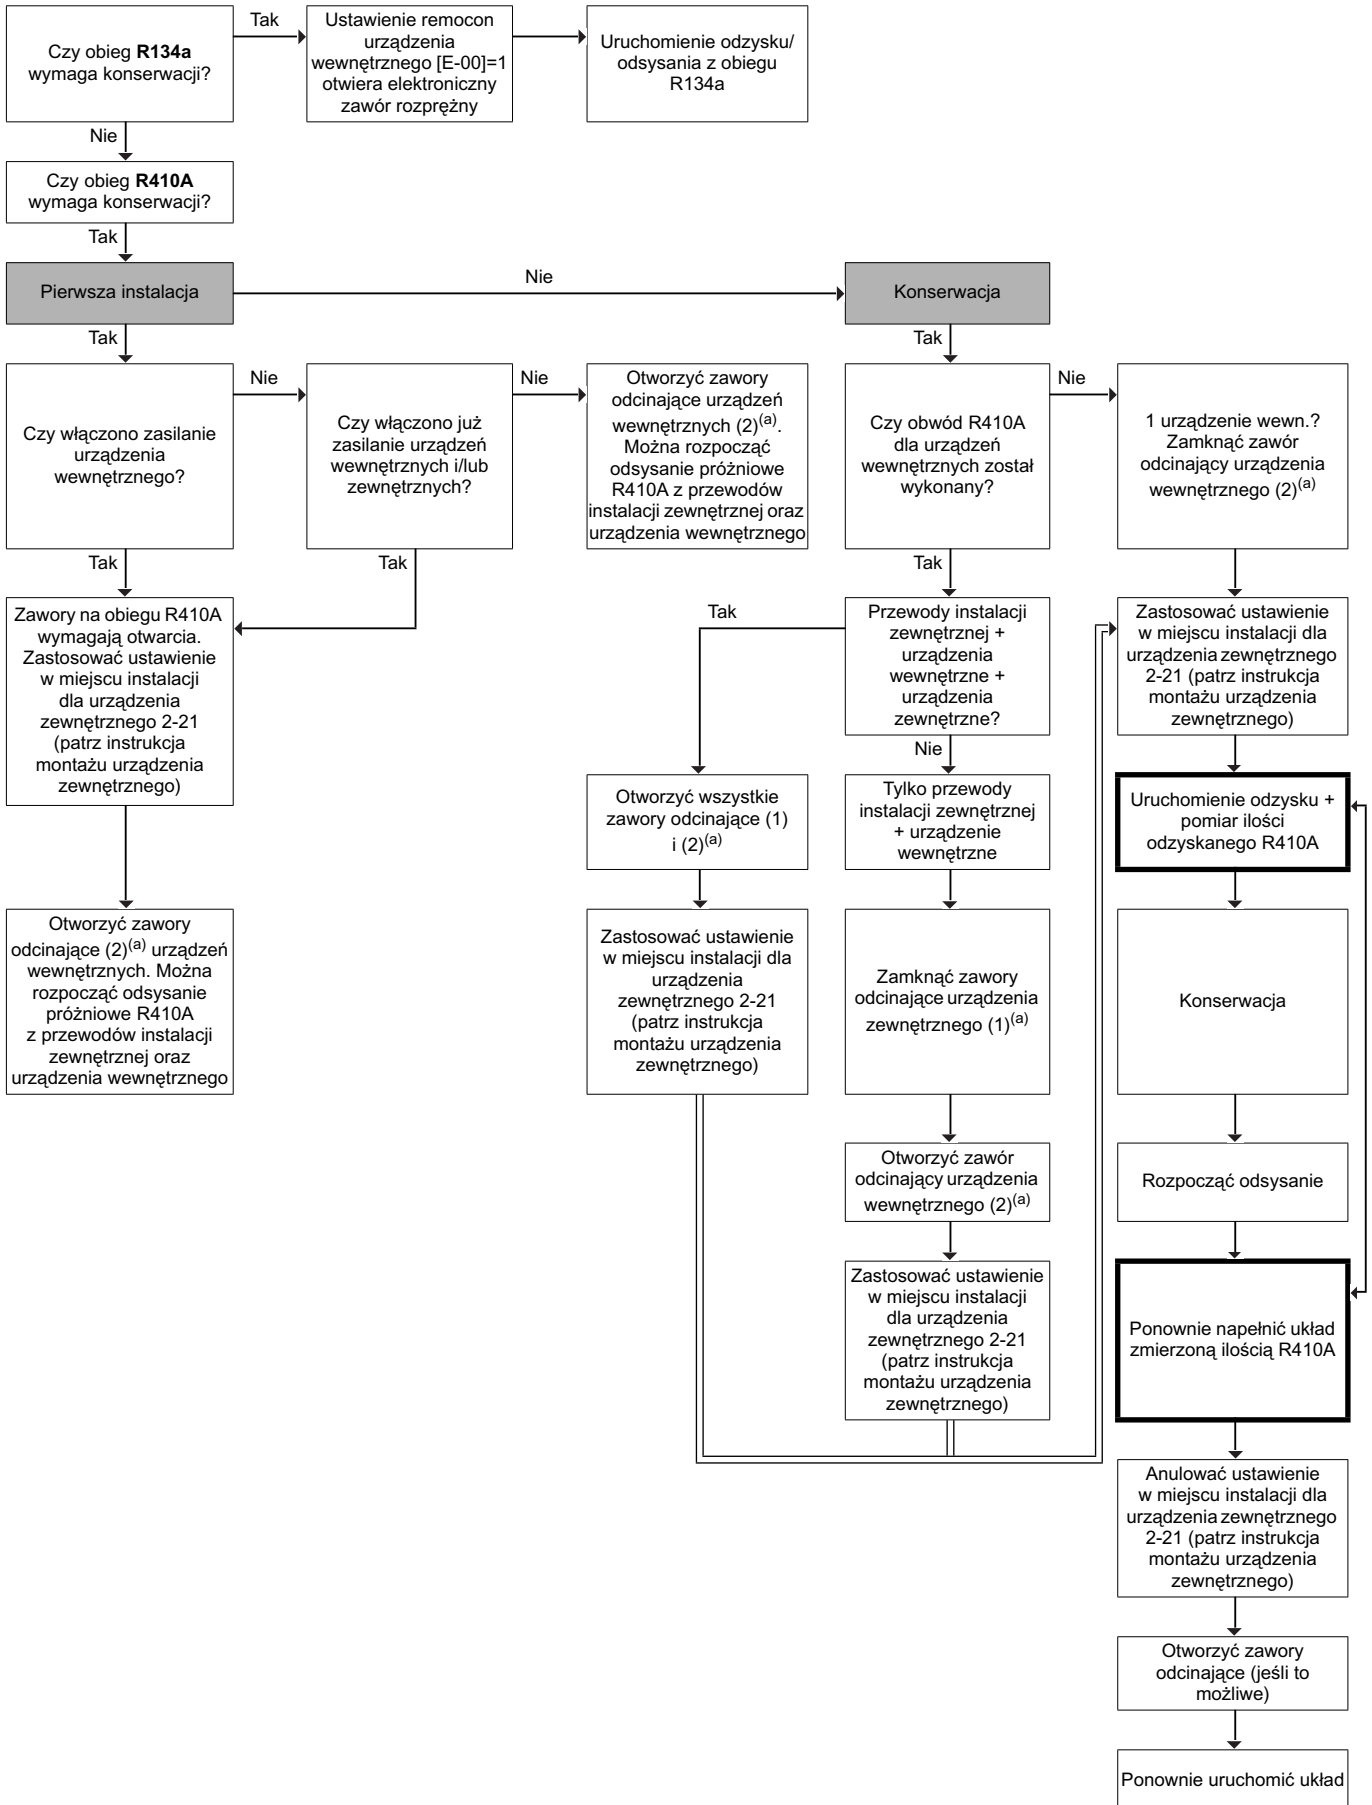 Czy obieg R134a
wymaga konserwacji?
Tak
Ustawienie remocon
urządzenia
wewnętrznego [E-00]=1
otwiera elektroniczny
zawór rozprężny
Uruchomienie odzysku/
odsysania z obiegu
R134a
Nie
Czy obieg R410A
wymaga konserwacji?
Tak
Pierwsza instalacja
Nie
Konserwacja
Tak
Tak
Czy włączono zasilanie
urządzenia
wewnętrznego?
Nie
Czy włączono już
zasilanie urządzeń
wewnętrznych i/lub
zewnętrznych?
Nie
Otworzyć zawory
odcinające urządzeń
wewnętrznych (2)(a).
Można rozpocząć
odsysanie próżniowe
R410A z przewodów
instalacji zewnętrznej oraz
urządzenia wewnętrznego
Czy obwód R410A
dla urządzeń
wewnętrznych został
wykonany?
Nie
1 urządzenie wewn.?
Zamknąć zawór
odcinający urządzenia
wewnętrznego (2)(a)
Tak
Tak
Tak
Zawory na obiegu R410A
wymagają otwarcia.
Zastosować ustawienie
w miejscu instalacji
dla urządzenia
zewnętrznego 2-21
(patrz instrukcja
montażu urządzenia
zewnętrznego)
Tak
Przewody instalacji
zewnętrznej +
urządzenia
wewnętrzne +
urządzenia
zewnętrzne?
Zastosować ustawienie
w miejscu instalacji dla
urządzenia zewnętrznego
2-21 (patrz instrukcja
montażu urządzenia
zewnętrznego)
Nie
Otworzyć wszystkie
zawory odcinające (1)
i (2)(a)
Tylko przewody
instalacji zewnętrznej
+ urządzenie
wewnętrzne
Uruchomienie odzysku +
pomiar ilości
odzyskanego R410A
Otworzyć zawory
odcinające (2)(a) urządzeń
wewnętrznych. Można
rozpocząć odsysanie
próżniowe R410A
z przewodów instalacji
zewnętrznej oraz
urządzenia wewnętrznego
Zastosować ustawienie
w miejscu instalacji dla
urządzenia
zewnętrznego 2-21
(patrz instrukcja
montażu urządzenia
zewnętrznego)
Zamknąć zawory
odcinające urządzenia
zewnętrznego (1)(a)
Konserwacja
Otworzyć zawór
odcinający urządzenia
wewnętrznego (2)(a)
Rozpocząć odsysanie
Zastosować ustawienie
w miejscu instalacji
dla urządzenia
zewnętrznego 2-21
(patrz instrukcja
montażu urządzenia
zewnętrznego)
Ponownie napełnić układ
zmierzoną ilością R410A
Anulować ustawienie
w miejscu instalacji dla
urządzenia zewnętrznego
2-21 (patrz instrukcja
montażu urządzenia
zewnętrznego)
Otworzyć zawory
odcinające (jeśli to
możliwe)
Ponownie uruchomić układ